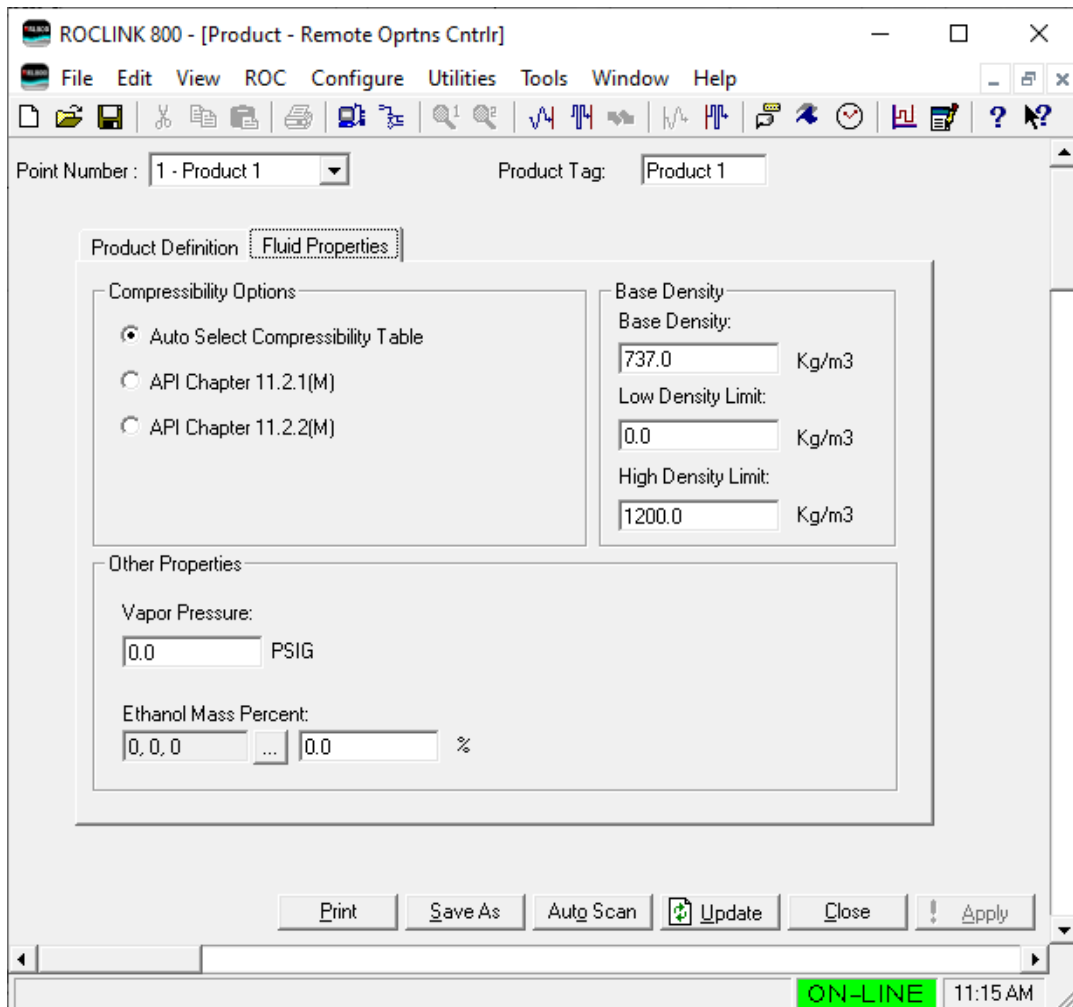 ROCLINK 800 - [Product - Remote Oprtns Cntrlr]
File Edit View ROC Configure Utilities Tools Window Help
Point Number : 1 - Product 1 Product Tag: Product 1
Product Definition Fluid Properties
Compressibility Options
Auto Select Compressibility Table
API Chapter 11.2.1(M)
API Chapter 11.2.2(M)
Base Density
Base Density:
737.0 Kg/m3
Low Density Limit:
0.0 Kg/m3
High Density Limit:
1200.0 Kg/m3
Other Properties
Vapor Pressure:
0.0 PSIG
Ethanol Mass Percent:
0, 0, 0 ... 0.0 %
Print Save As Auto Scan Update Close ! Apply
ON-LINE 11:15 AM